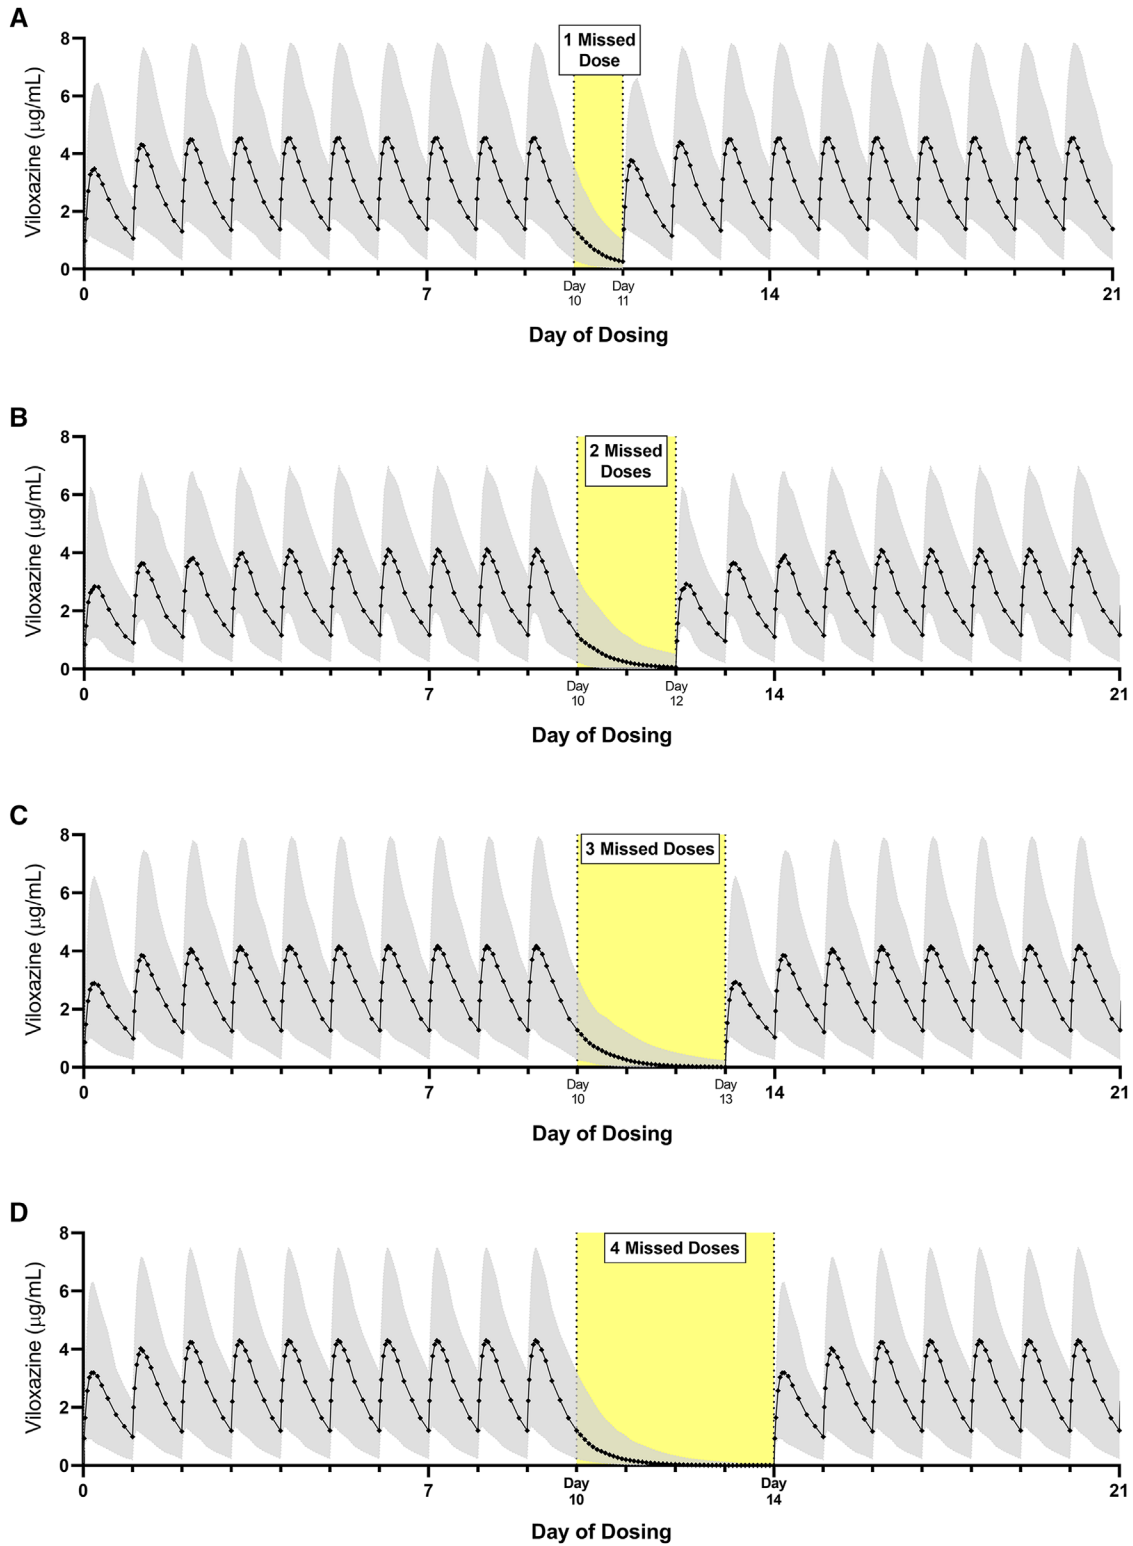 A
1 Missed
Dose
Viloxazine (μg/mL)
8
6
4
2
0
0
7
Day
10
Day
11
14
21
Day of Dosing
B
2 Missed
Doses
Viloxazine (μg/mL)
8
6
4
2
0
0
7
Day
10
Day
12
14
21
Day of Dosing
C
3 Missed Doses
Viloxazine (μg/mL)
8
6
4
2
0
0
7
Day
10
Day
13
14
21
Day of Dosing
D
4 Missed Doses
Viloxazine (μg/mL)
8
6
4
2
0
0
7
Day
10
Day
14
21
Day of Dosing